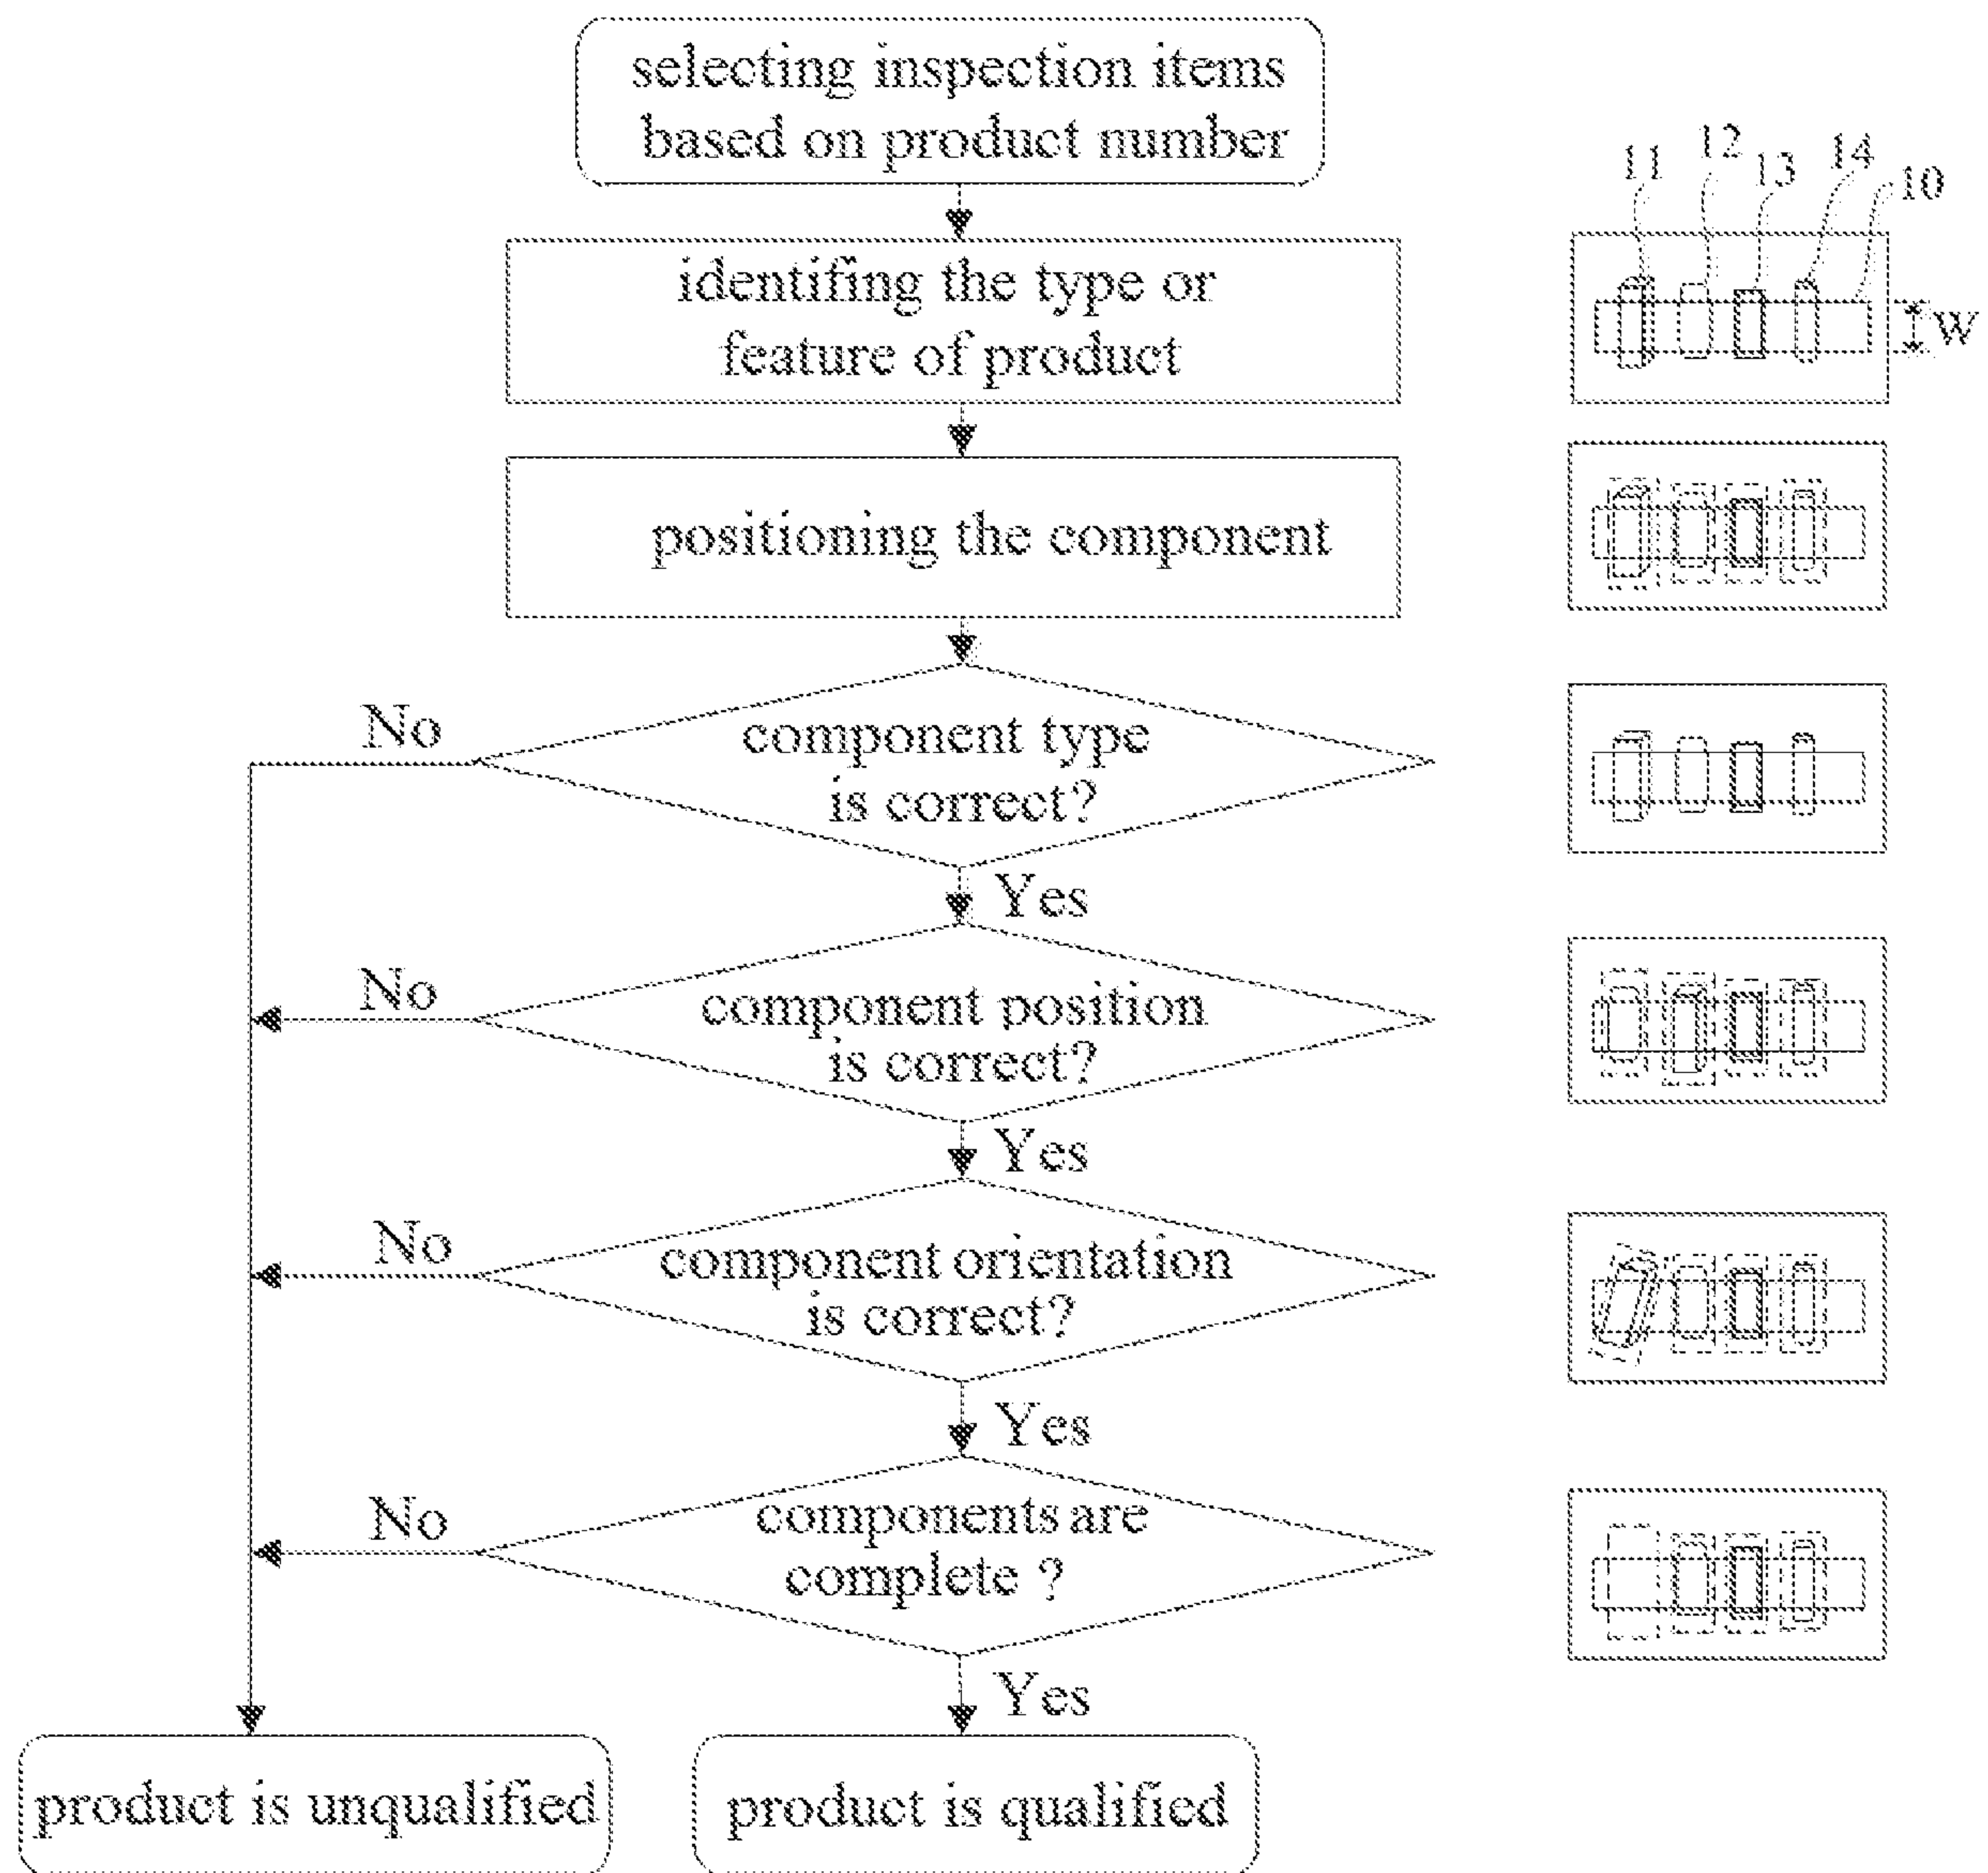 selecting inspection items
based on product number
11
12
13
14
10
identifing the type or
feature of product
W
positioning the component
No
component type
is correct?
Yes
No
component position
is correct?
Yes
No
component orientation
is correct?
Yes
No
components are
complete ?
Yes
product is unqualified
product is qualified